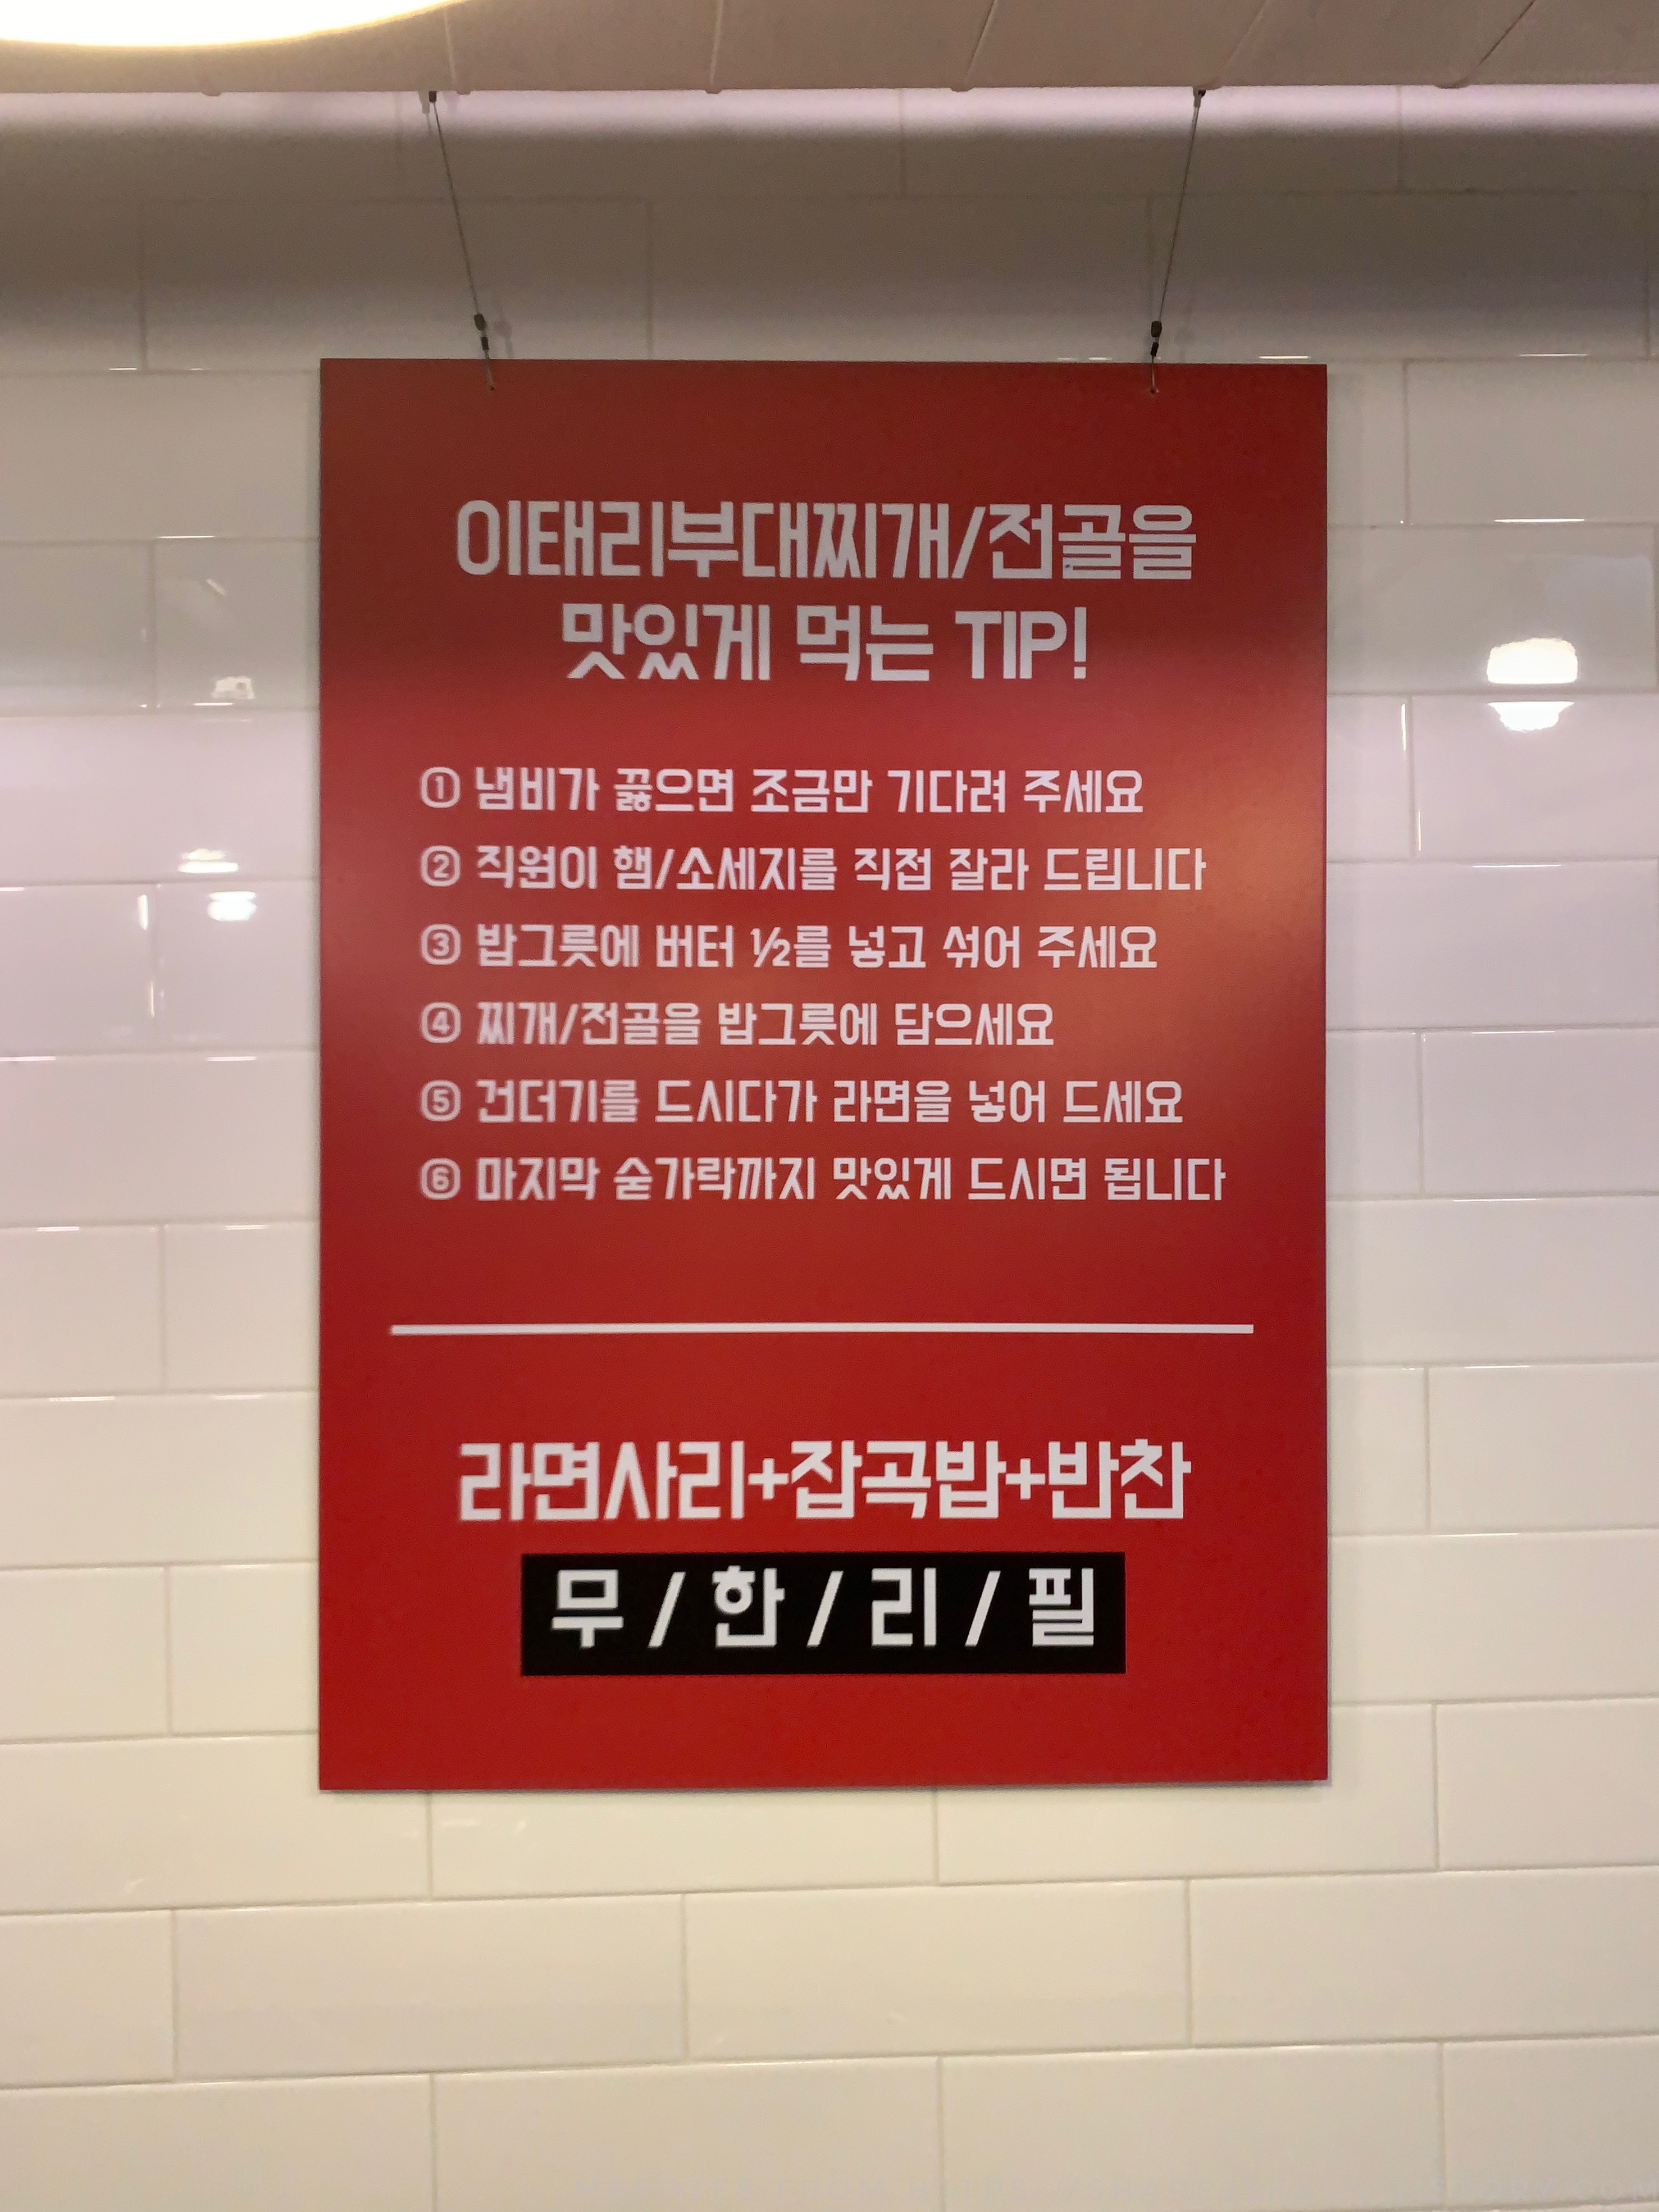 이태리부대찌개/전골을
맛있게 먹는 TIP!
① 냄비가 끓으면 조금만 기다려 주세요
② 직원이 햄/소세지를 직접 잘라 드립니다
③ 밥그릇에 버터 ½를 넣고 섞어 주세요
④ 찌개/전골을 밥그릇에 담으세요
⑤ 건더기를 드시다가 라면을 넣어 드세요
⑥ 마지막 숟가락까지 맛있게 드시면 됩니다
라면사리+잡곡밥+반찬
무/한/리/필